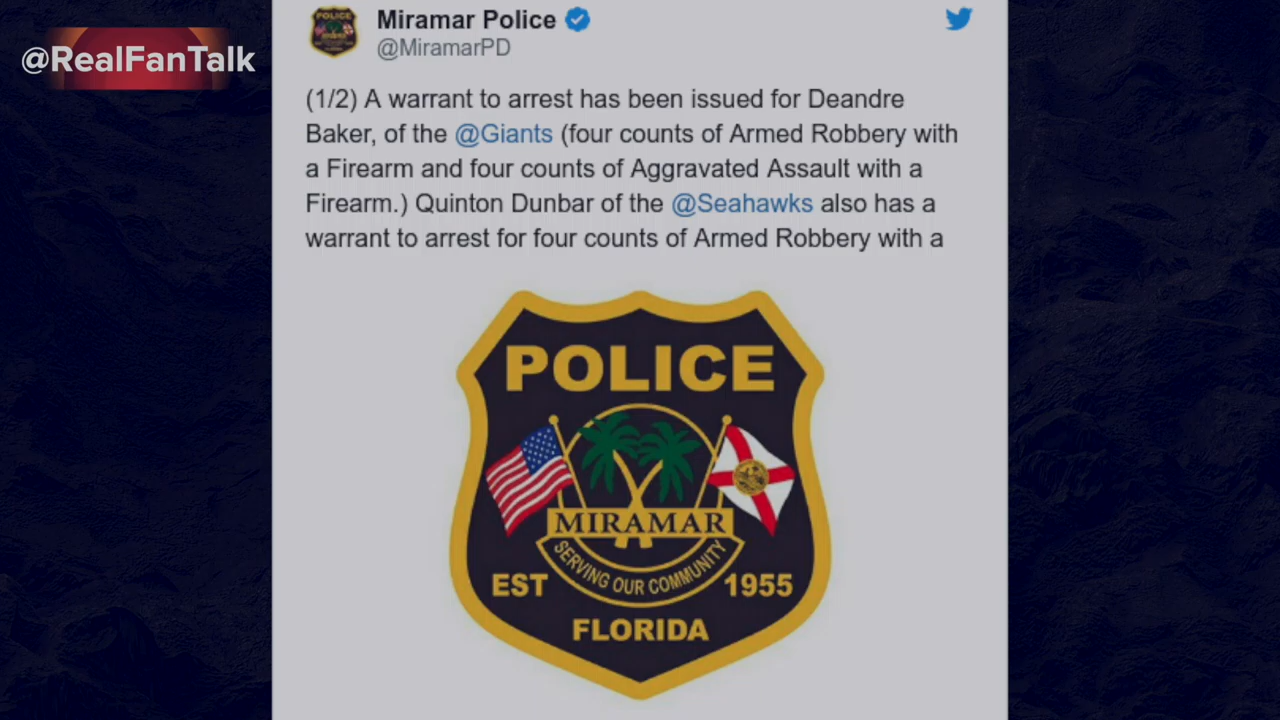 @RealFanTalk
Miramar Police
@MiramarPD
(1/2) A warrant to arrest has been issued for Deandre
Baker, of the @Giants (four counts of Armed Robbery with
a Firearm and four counts of Aggravated Assault with a
Firearm.) Quinton Dunbar of the @Seahawks also has a
warrant to arrest for four counts of Armed Robbery with a
POLICE
MIRAMAR
SERVING OUR COMMUNITY
EST 1955
FLORIDA